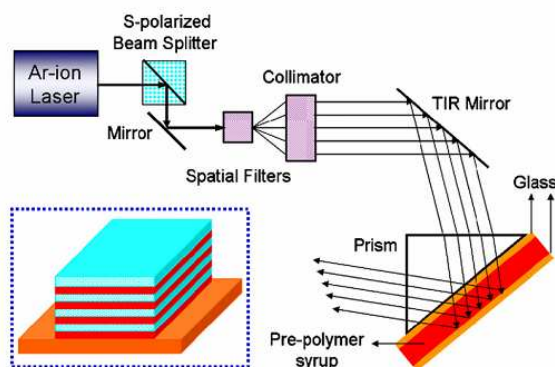 S-polarized
Beam Splitter
Ar-ion
Laser
Mirror
Spatial Filters
Collimator
TIR Mirror
Glass
Prism
Pre-polymer
syrup